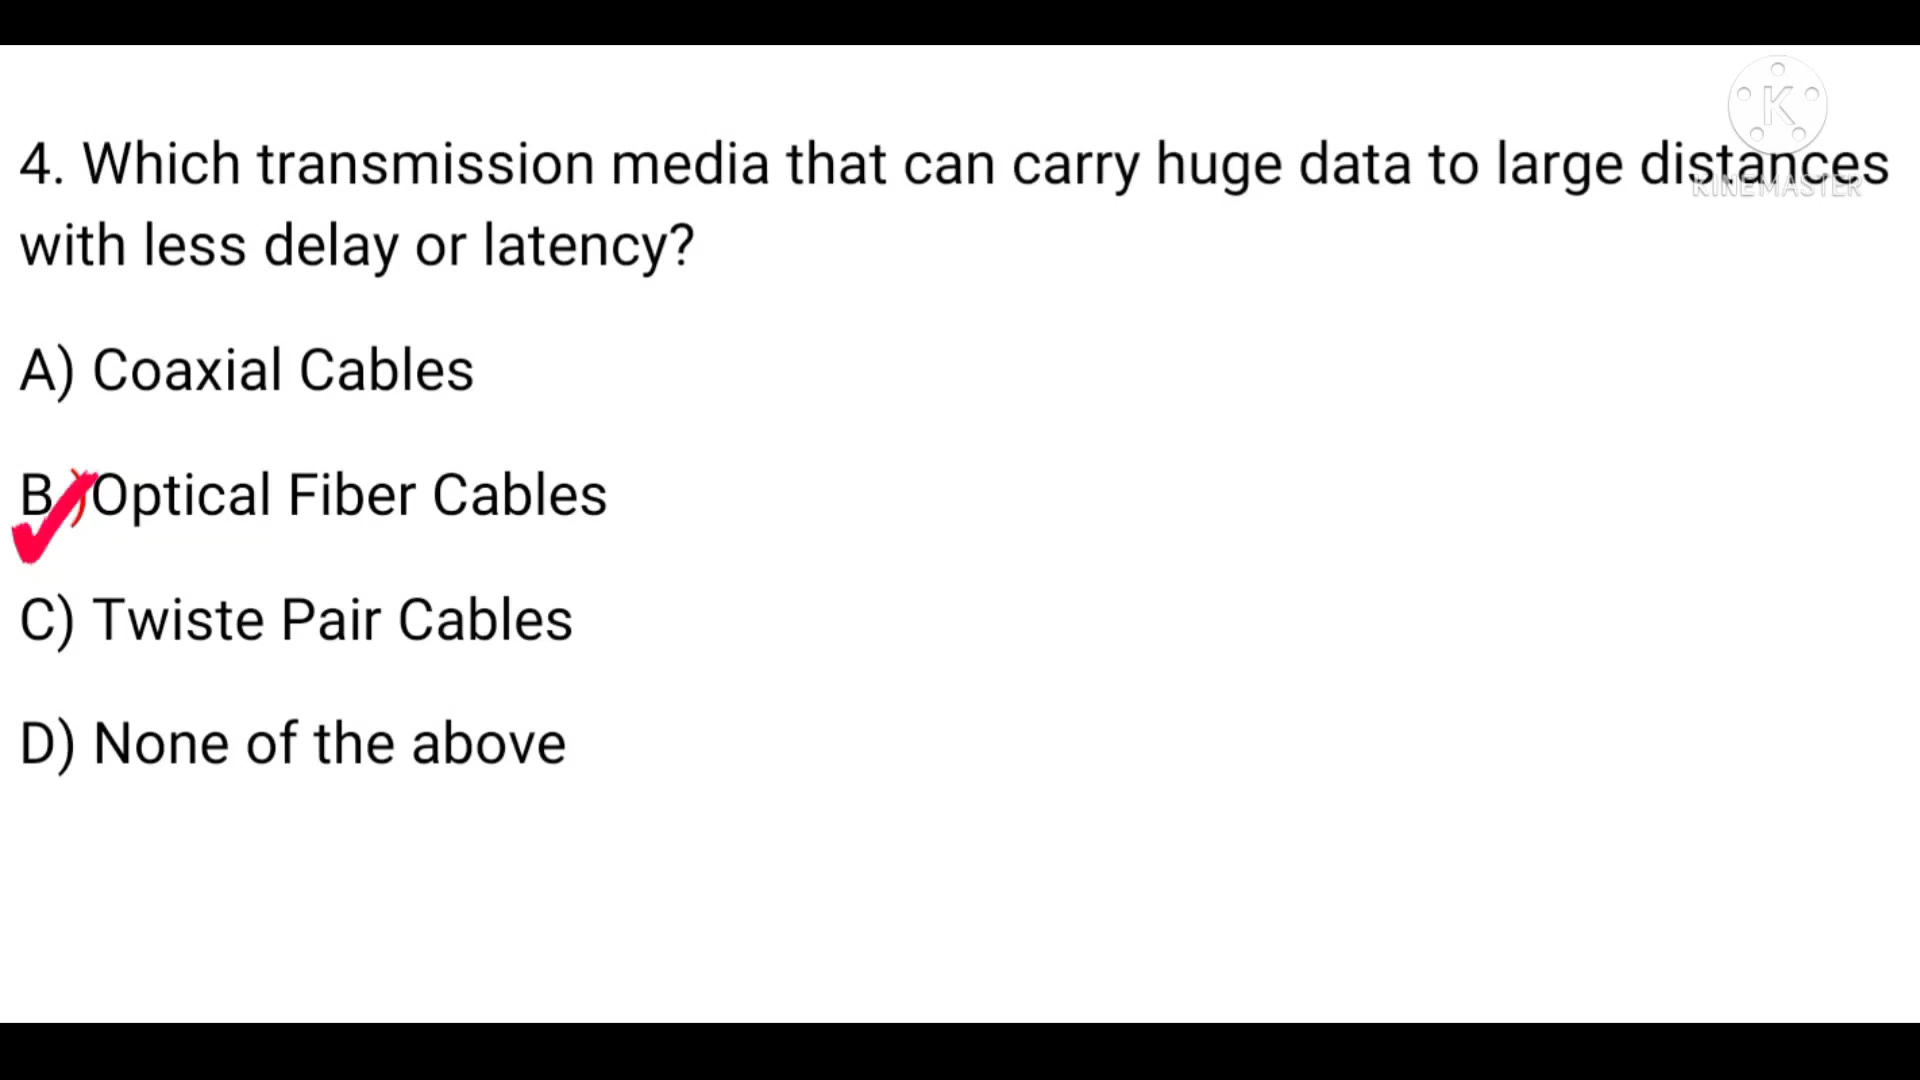 4. Which transmission media that can carry huge data to large distances
with less delay or latency?
A) Coaxial Cables
B) Optical Fiber Cables
C) Twiste Pair Cables
D) None of the above
K
KINEMASTER